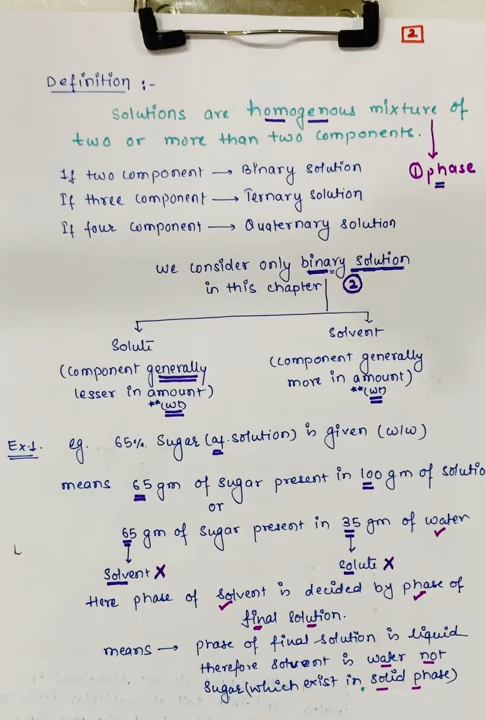 2
Definition :-
Solutions are homogenous mixture of
two or more than two components.
① phase
If two component → Binary solution
If three component → Ternary solution
If four component → Quaternary solution
we consider only binary solution
in this chapter ②
Solute Solvent
(component generally (component generally
lesser in amount) more in amount)
**(wt) **(wt)
Ex.1. eg. 65% Sugar (aq. solution) is given (w/w)
means 65 gm of sugar present in 100 gm of solutio
or
65 gm of sugar present in 35 gm of water
Solvent X Solute X
Here phase of solvent is decided by phase of
final solution.
means → phase of final solution is liquid
therefore solvent is water not
sugar (which exist in solid phase)